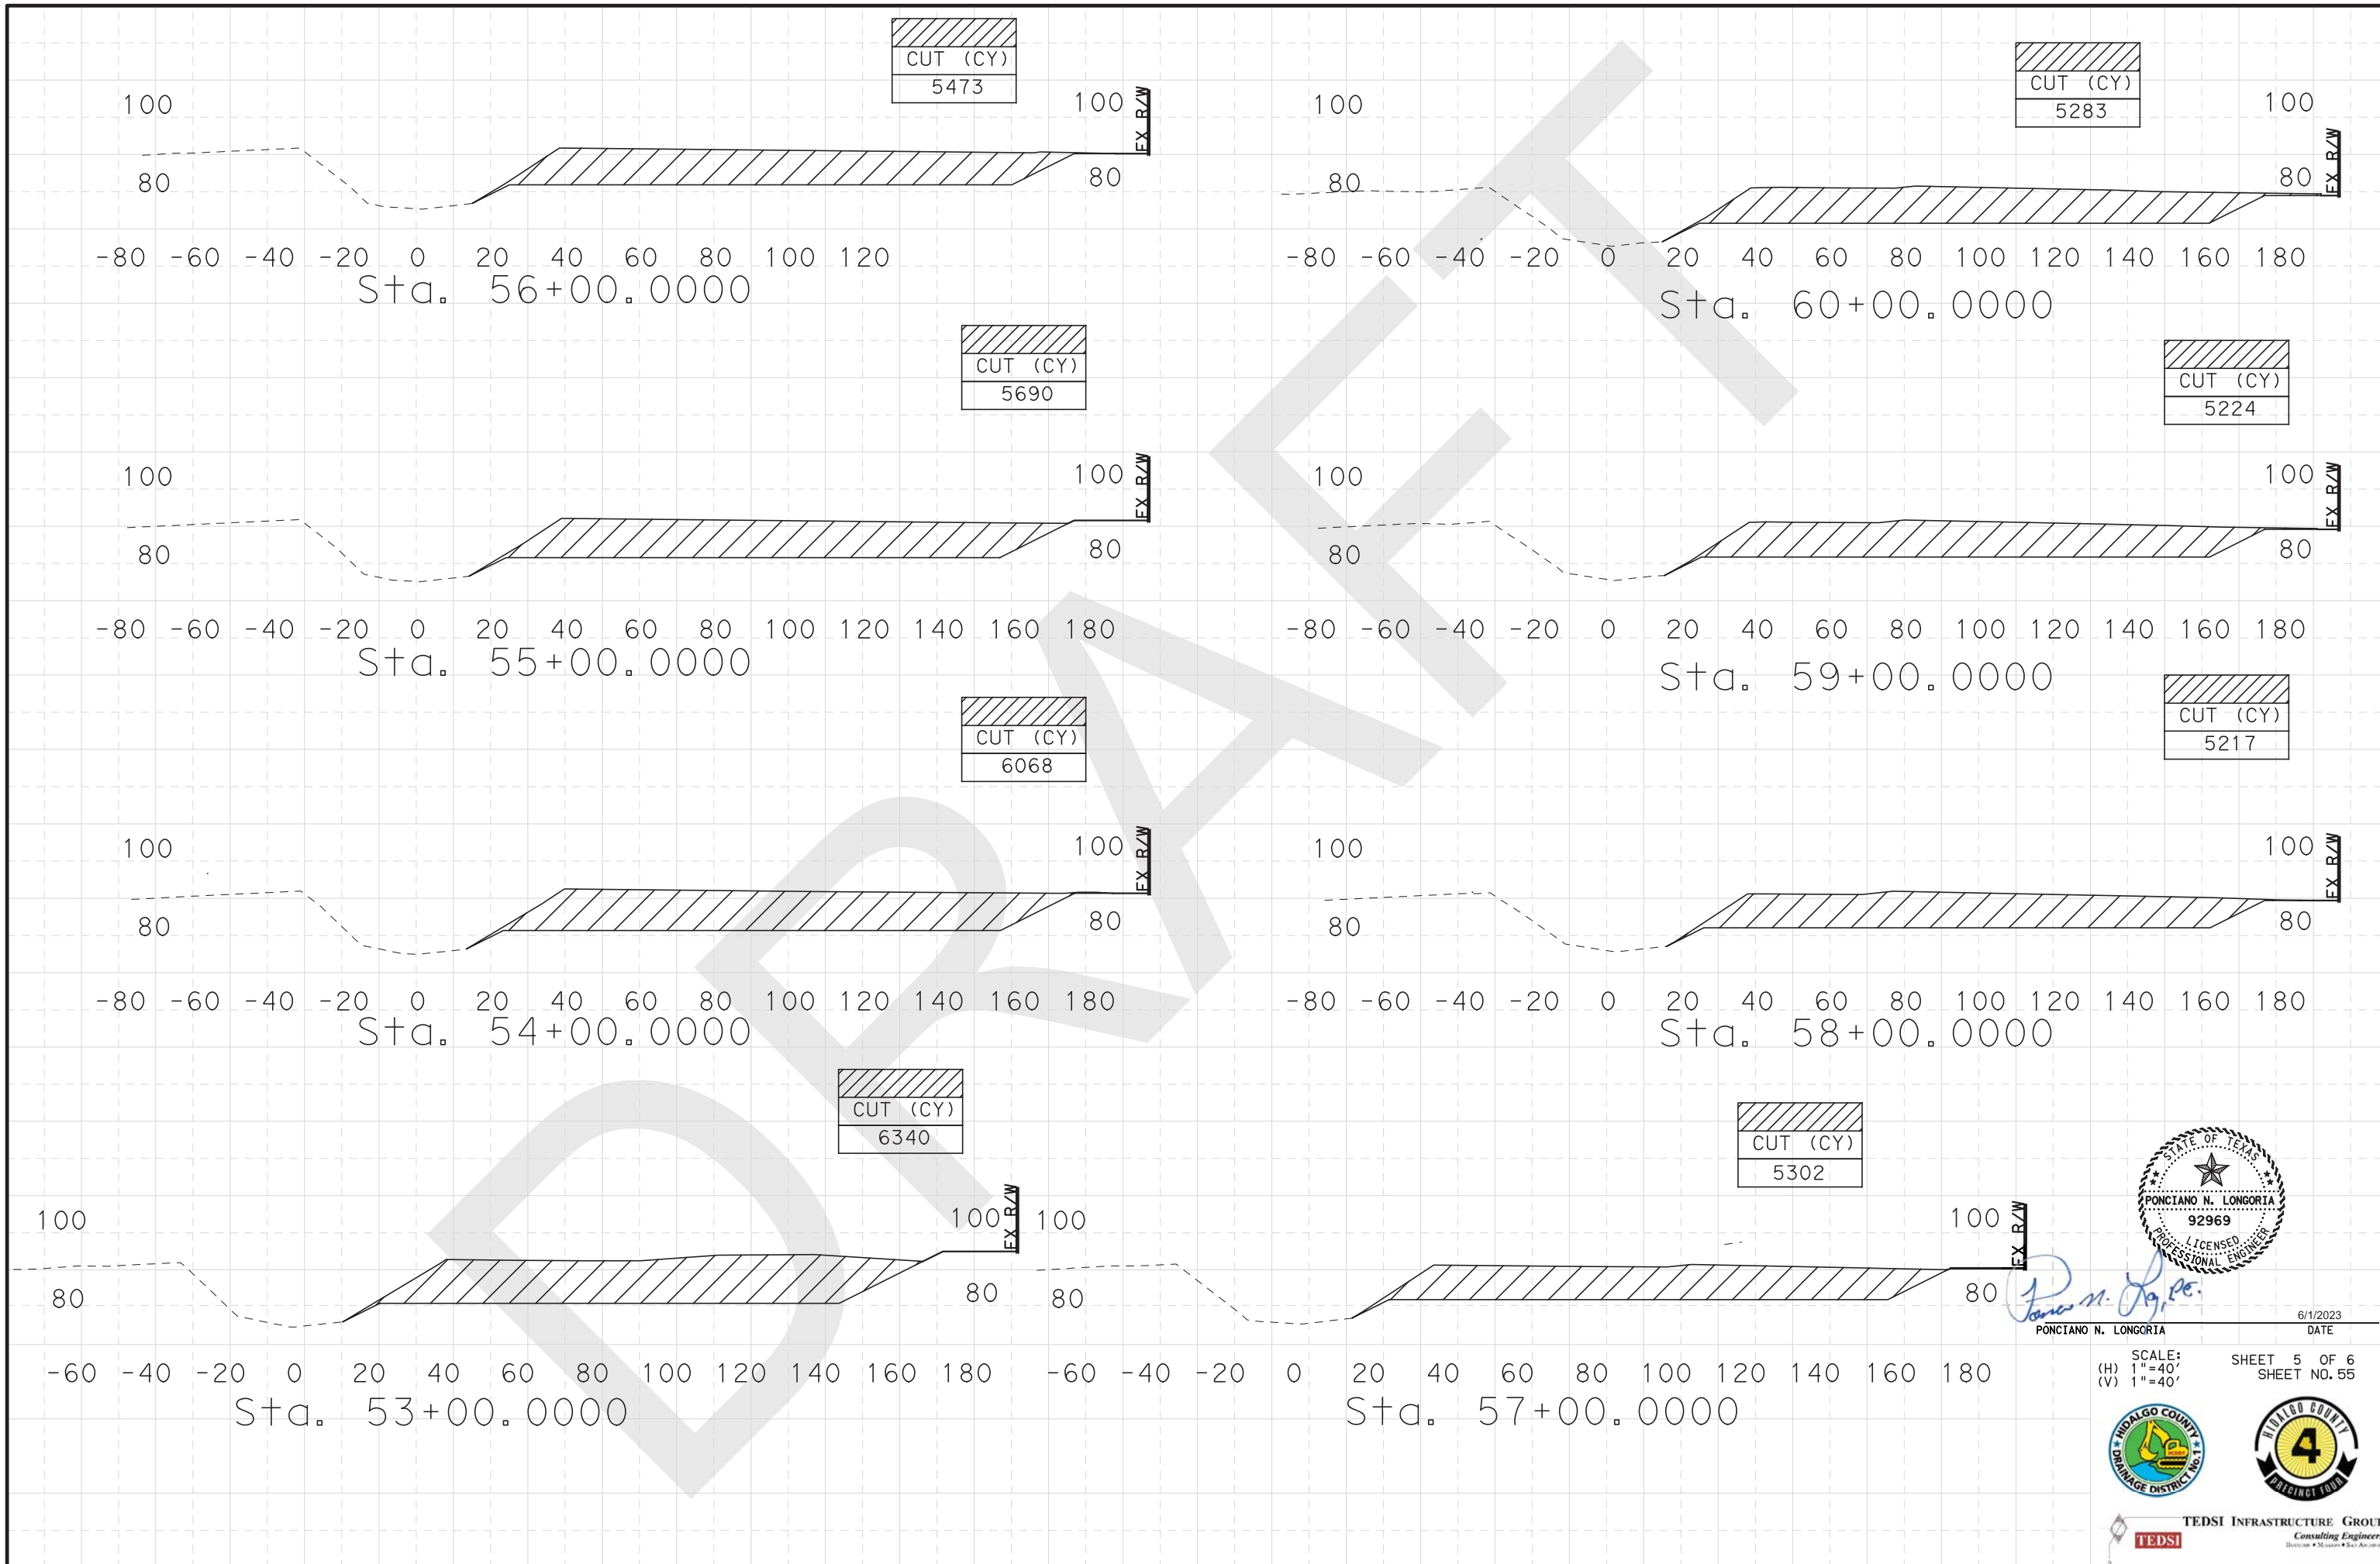 CUT (CY)
5473
100
100
EX R/W
80
80
-80 -60 -40 -20 0 20 40 60 80 100 120
Sta. 56+00.0000
CUT (CY)
5690
100
100
EX R/W
80
80
-80 -60 -40 -20 0 20 40 60 80 100 120 140 160 180
Sta. 55+00.0000
CUT (CY)
6068
100
100
EX R/W
80
80
-80 -60 -40 -20 0 20 40 60 80 100 120 140 160 180
Sta. 54+00.0000
CUT (CY)
6340
100
100
EX R/W
80
80
-60 -40 -20 0 20 40 60 80 100 120 140 160 180
Sta. 53+00.0000
CUT (CY)
5283
100
100
EX R/W
80
80
-80 -60 -40 -20 0 20 40 60 80 100 120 140 160 180
Sta. 60+00.0000
CUT (CY)
5224
100
100
EX R/W
80
80
-80 -60 -40 -20 0 20 40 60 80 100 120 140 160 180
Sta. 59+00.0000
CUT (CY)
5217
100
100
EX R/W
80
80
-80 -60 -40 -20 0 20 40 60 80 100 120 140 160 180
Sta. 58+00.0000
CUT (CY)
5302
100
100
EX R/W
80
80
-60 -40 -20 0 20 40 60 80 100 120 140 160 180
Sta. 57+00.0000
DRAFT
STATE OF TEXAS
PONCIANO N. LONGORIA
92969
LICENSED
PROFESSIONAL ENGINEER
6/1/2023
PONCIANO N. LONGORIA
DATE
SCALE:
(H) 1"=40'
(V) 1"=40'
SHEET 5 OF 6
SHEET NO. 55
HIDALGO COUNTY
DRAINAGE DISTRICT No. 1
HIDALGO COUNTY
4
PRECINCT FOUR
TEDSI INFRASTRUCTURE GROUP
Consulting Engineers
TEDSI